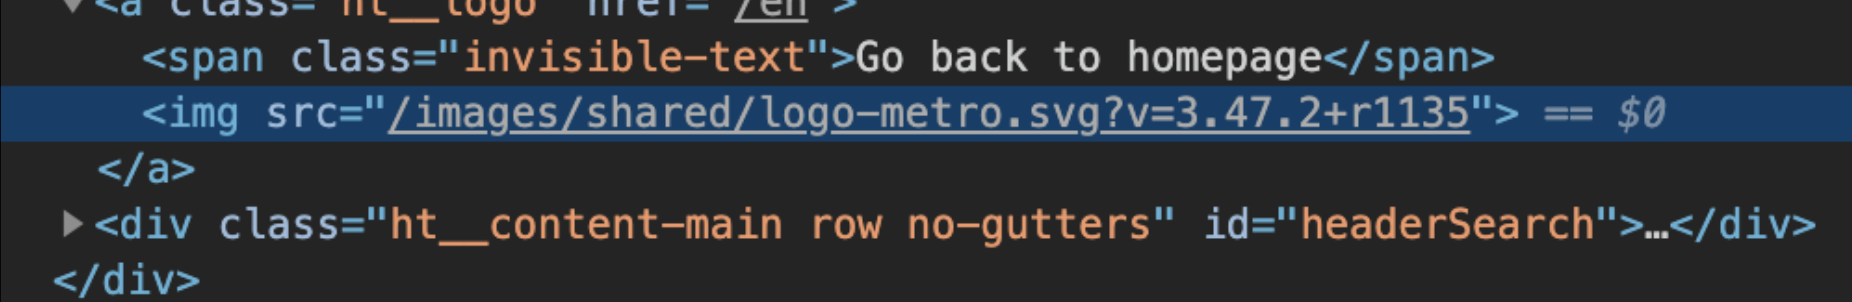 ▼<a class="ht__logo" href="/en">
<span class="invisible-text">Go back to homepage</span>
<img src="/images/shared/logo-metro.svg?v=3.47.2+r1135"> == $0
</a>
▶<div class="ht__content-main row no-gutters" id="headerSearch">…</div>
</div>